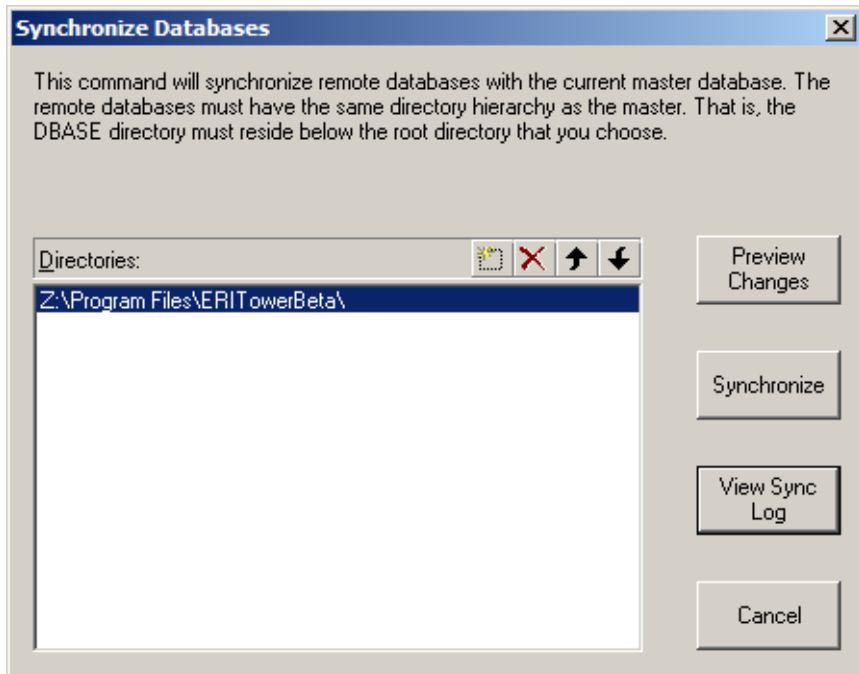 Synchronize Databases
This command will synchronize remote databases with the current master database. The
remote databases must have the same directory hierarchy as the master. That is, the
DBASE directory must reside below the root directory that you choose.
Directories:
Z:\Program Files\ERITowerBeta\
Preview
Changes
Synchronize
View Sync
Log
Cancel